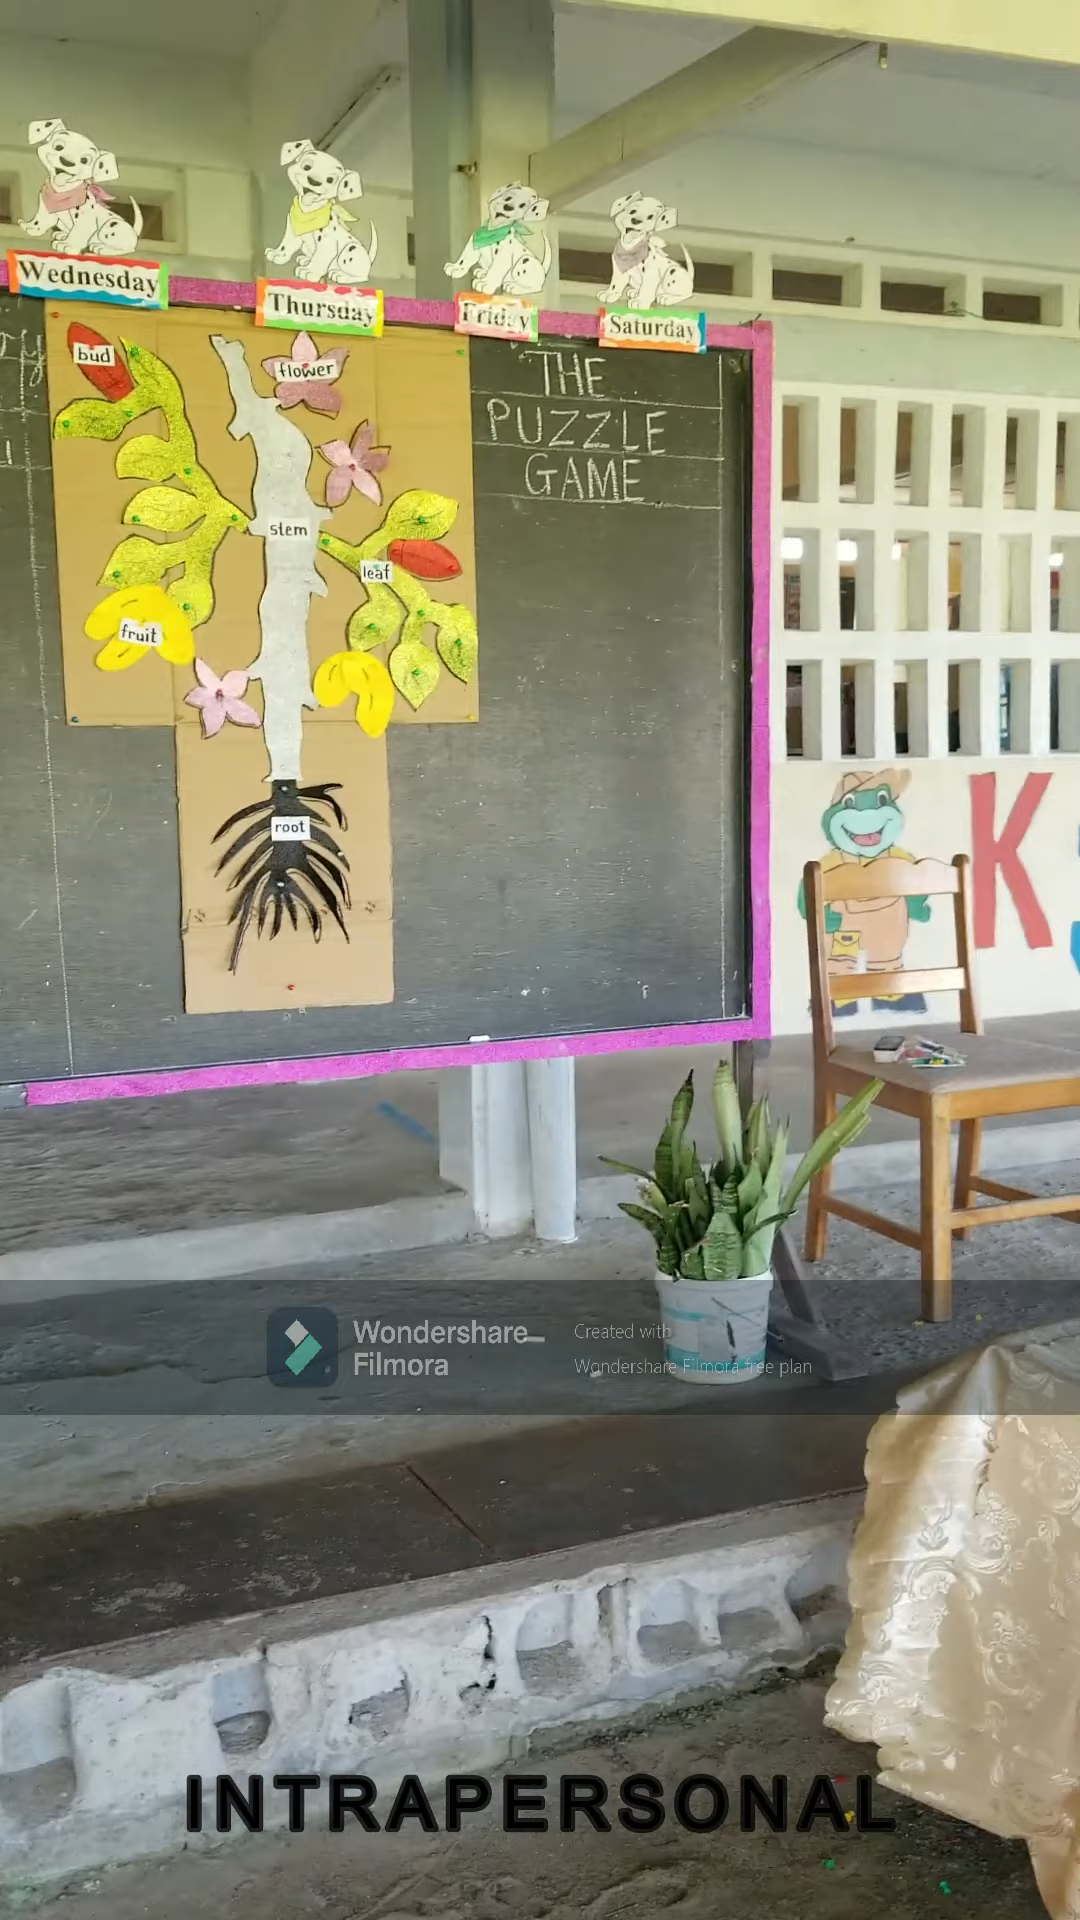 Wednesday
Thursday
Friday
Saturday
bud
flower
stem
leaf
fruit
root
THE
PUZZLE
GAME
K
Wondershare
Filmora
Created with
Wondershare Filmora free plan
INTRAPERSONAL